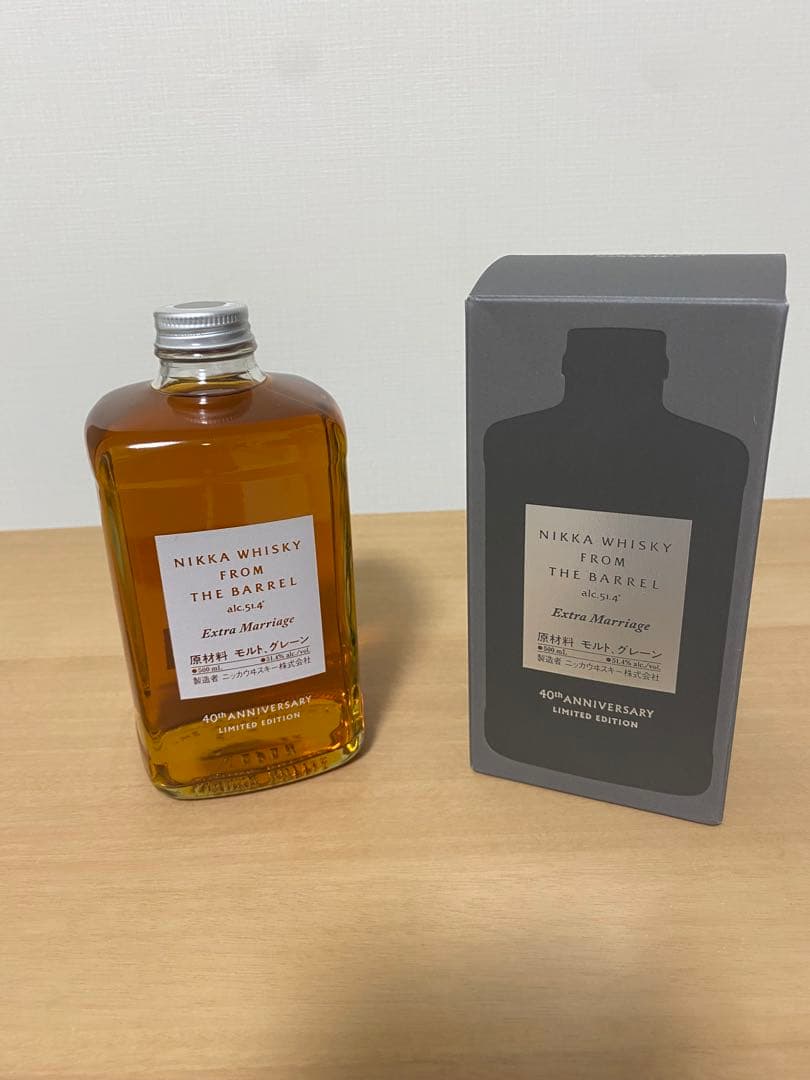 NIKKA WHISKY
FROM
THE BARREL
alc.51.4°
Extra Marriage
原材料 モルト、グレーン
●500 mL ●51.4% alc./vol.
製造者 ニッカウヰスキー株式会社
40th ANNIVERSARY
LIMITED EDITION
NIKKA WHISKY
FROM
THE BARREL
alc.51.4°
Extra Marriage
原材料 モルト、グレーン
●500 mL ●51.4% alc./vol.
製造者 ニッカウヰスキー株式会社
40th ANNIVERSARY
LIMITED EDITION